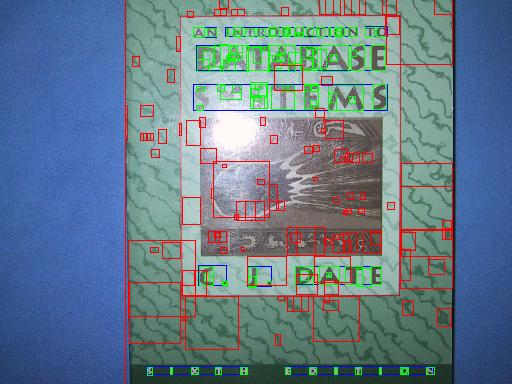 AN INTRODUCTION TO
DATABASE
SYSTEMS
C. J. DATE
SIXTH EDITION